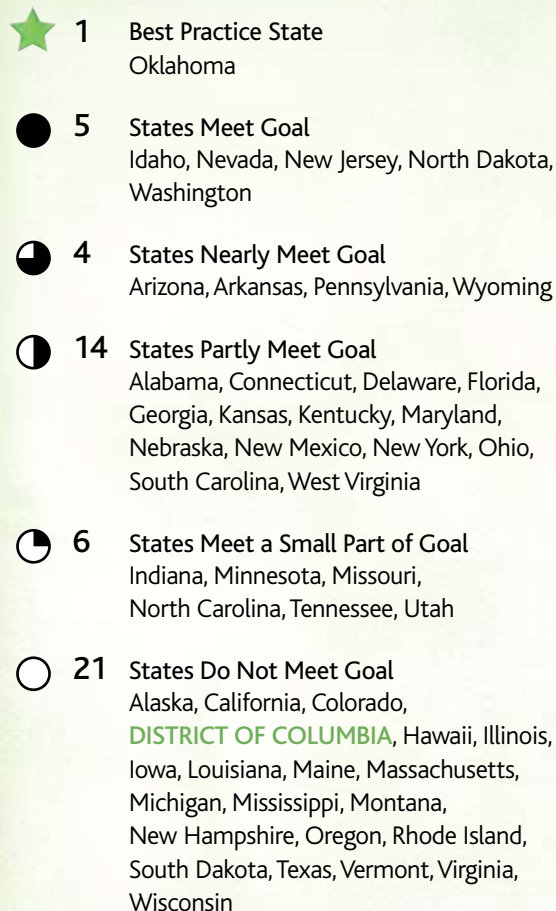 1 Best Practice State
Oklahoma
5 States Meet Goal
Idaho, Nevada, New Jersey, North Dakota,
Washington
4 States Nearly Meet Goal
Arizona, Arkansas, Pennsylvania, Wyoming
14 States Partly Meet Goal
Alabama, Connecticut, Delaware, Florida,
Georgia, Kansas, Kentucky, Maryland,
Nebraska, New Mexico, New York, Ohio,
South Carolina, West Virginia
6 States Meet a Small Part of Goal
Indiana, Minnesota, Missouri,
North Carolina, Tennessee, Utah
21 States Do Not Meet Goal
Alaska, California, Colorado,
DISTRICT OF COLUMBIA, Hawaii, Illinois,
Iowa, Louisiana, Maine, Massachusetts,
Michigan, Mississippi, Montana,
New Hampshire, Oregon, Rhode Island,
South Dakota, Texas, Vermont, Virginia,
Wisconsin